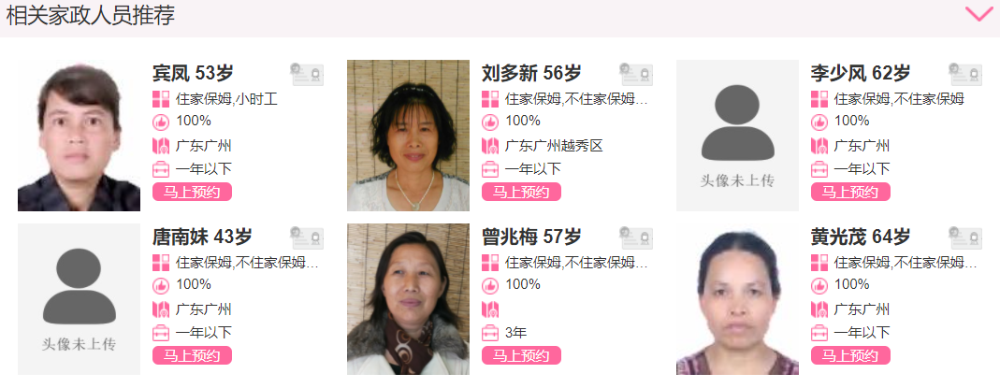 相关家政人员推荐
宾凤 53岁
住家保姆,小时工
100%
广东广州
一年以下
马上预约
刘多新 56岁
住家保姆,不住家保姆...
100%
广东广州越秀区
一年以下
马上预约
头像未上传
李少风 62岁
住家保姆,不住家保姆
100%
广东广州
一年以下
马上预约
头像未上传
唐南妹 43岁
住家保姆,不住家保姆...
100%
广东广州
一年以下
马上预约
曾兆梅 57岁
住家保姆,不住家保姆...
100%
3年
马上预约
黄光茂 64岁
住家保姆,不住家保姆...
100%
广东广州
一年以下
马上预约